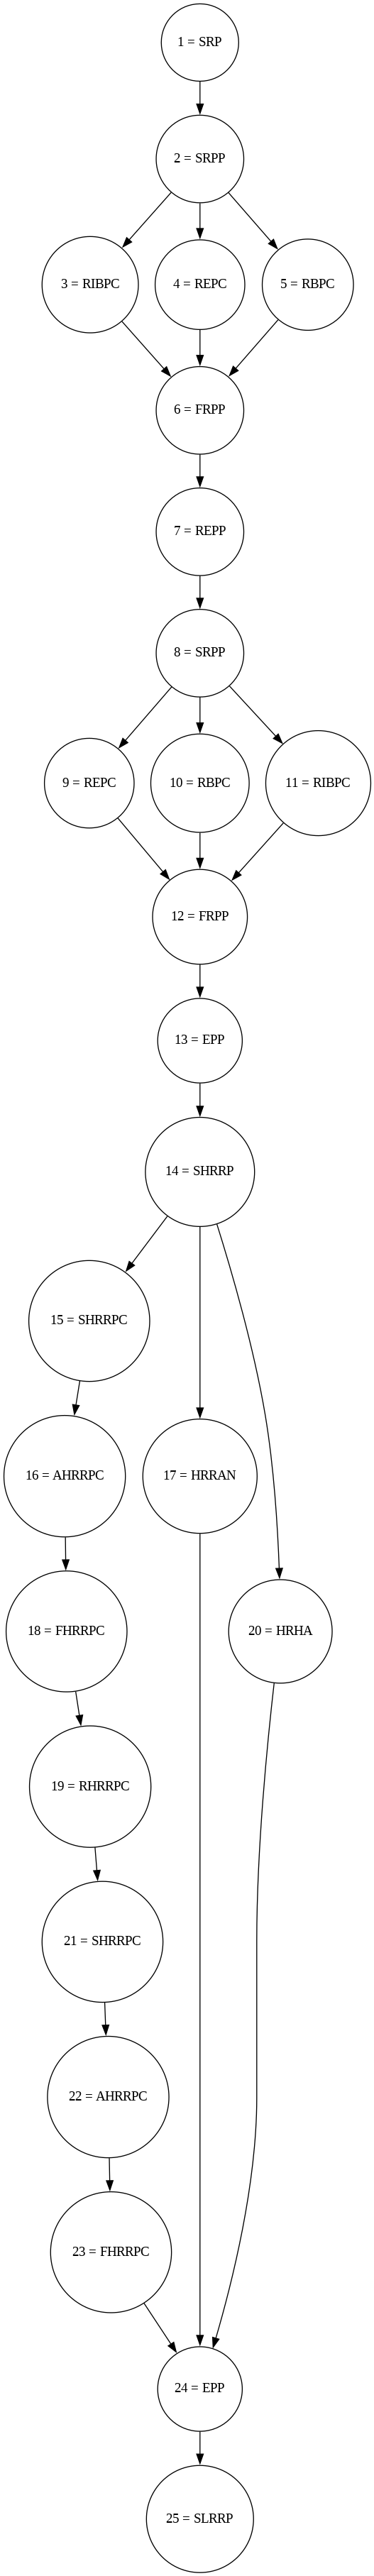 1 = SRP
2 = SRPP
3 = RIBPC
4 = REPC
5 = RBPC
6 = FRPP
7 = REPP
8 = SRPP
9 = REPC
10 = RBPC
11 = RIBPC
12 = FRPP
13 = EPP
14 = SHRRP
15 = SHRRPC
16 = AHRRPC
17 = HRRAN
18 = FHRRPC
20 = HRHA
19 = RHRRPC
21 = SHRRPC
22 = AHRRPC
23 = FHRRPC
24 = EPP
25 = SLRRP